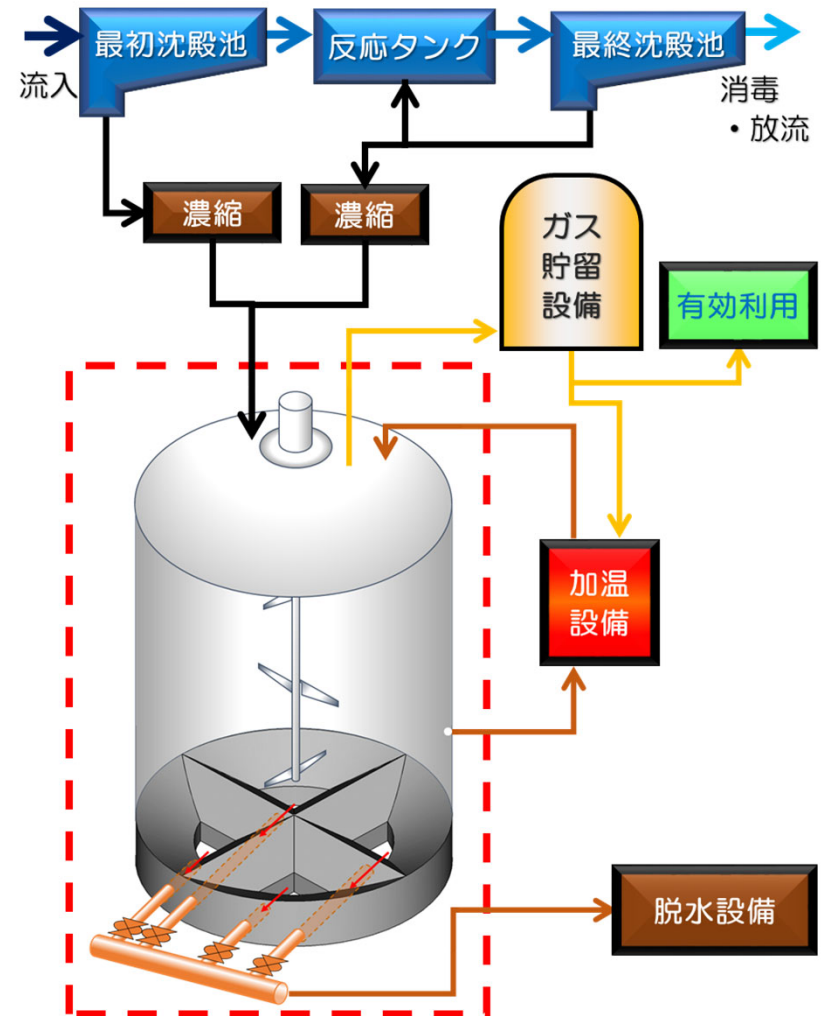 最初沈殿池
反応タンク
最終沈殿池
流入
消毒
・放流
濃縮
濃縮
ガス
貯留
設備
有効利用
加温
設備
脱水設備